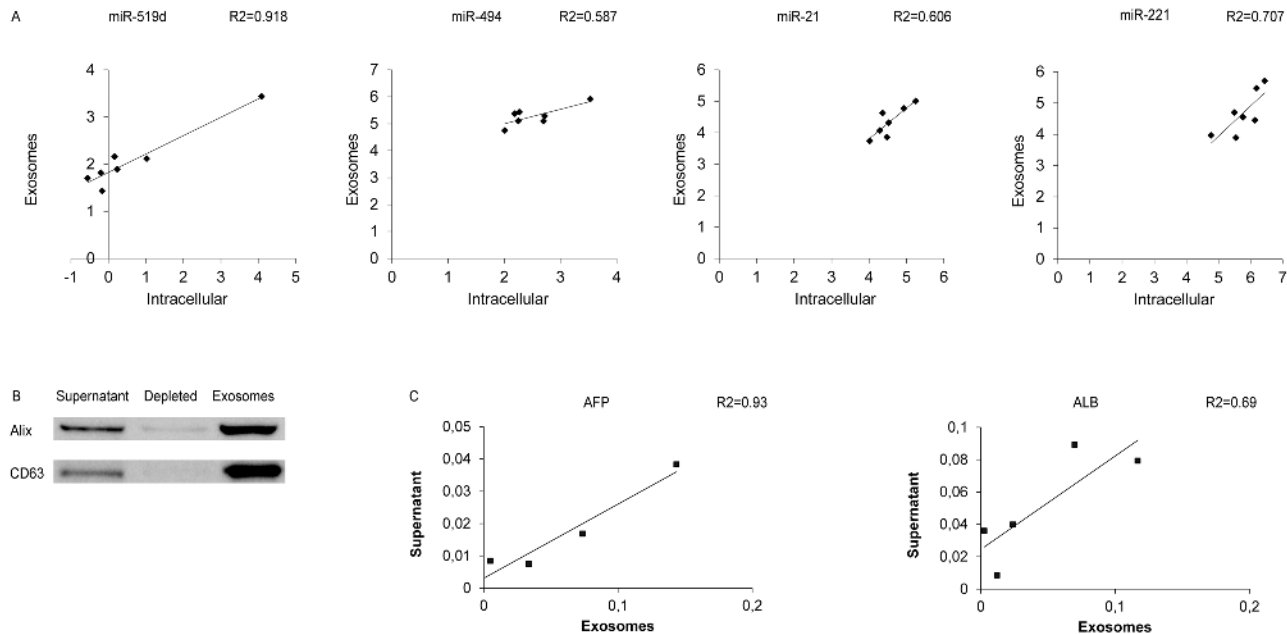 A
miR-519d R2=0.918
miR-494 R2=0.587
miR-21 R2=0.606
miR-221 R2=0.707
4
3
2
1
0
Exosomes
-1 0 1 2 3 4 5
Intracellular
7
6
5
4
3
2
1
0
Exosomes
0 1 2 3 4
Intracellular
6
5
4
3
2
1
0
Exosomes
0 1 2 3 4 5 6
Intracellular
6
5
4
3
2
1
0
Exosomes
0 1 2 3 4 5 6 7
Intracellular
B
Supernatant Depleted Exosomes
Alix
CD63
C
AFP R2=0.93
0,05
0,04
0,03
0,02
0,01
0
Supernatant
0 0,1 0,2
Exosomes
ALB R2=0.69
0,1
0,08
0,06
0,04
0,02
0
Supernatant
0 0,1 0,2
Exosomes